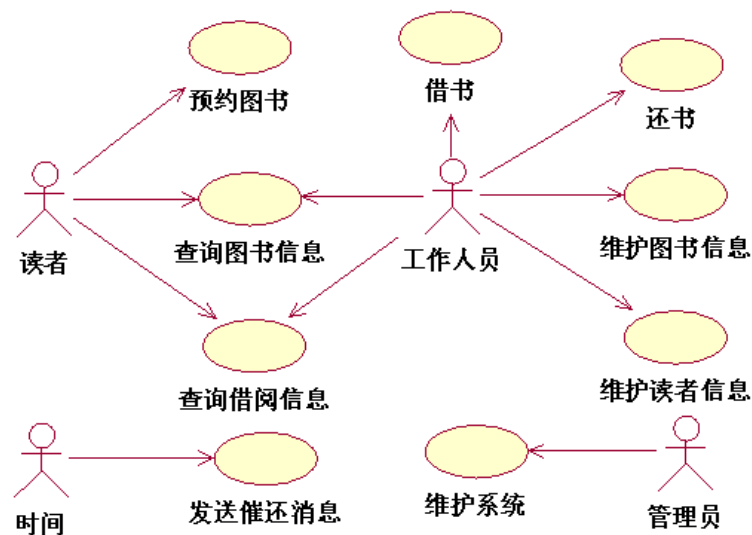 预约图书
借书
还书
读者
查询图书信息
工作人员
维护图书信息
查询借阅信息
维护读者信息
时间
发送催还消息
维护系统
管理员